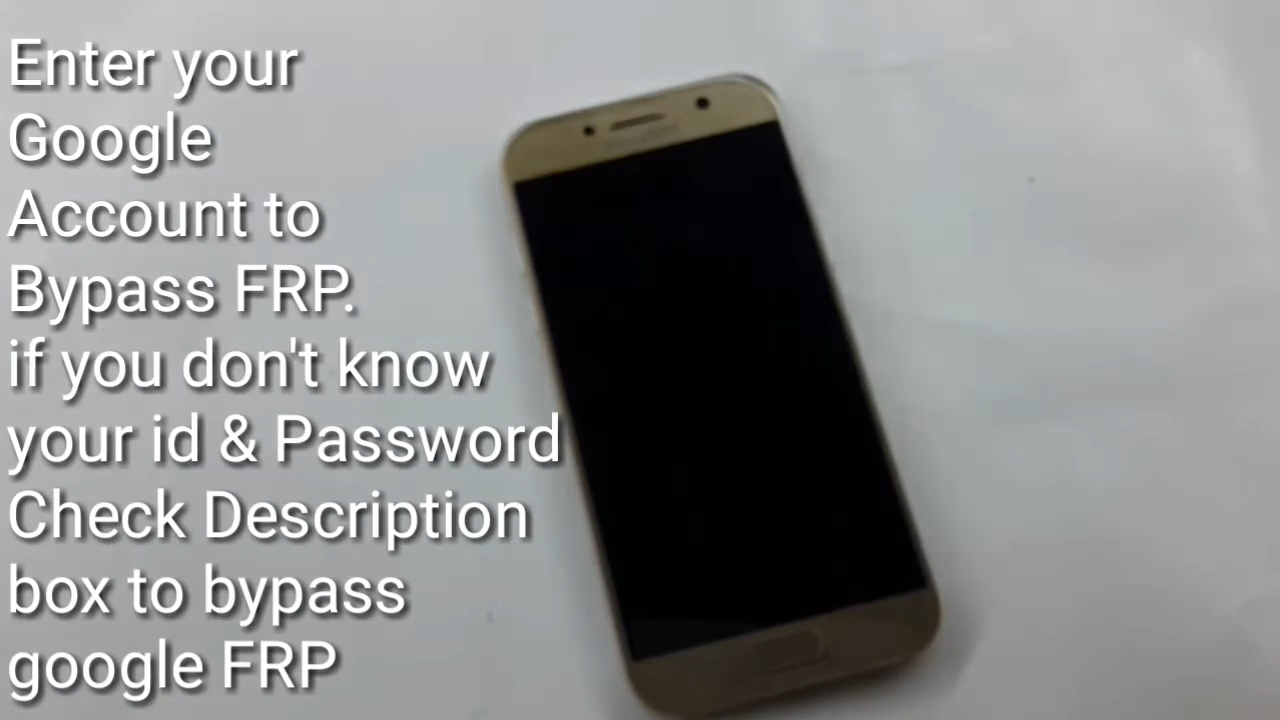 Enter your
Google
Account to
Bypass FRP.
if you don't know
your id & Password
Check Description
box to bypass
google FRP